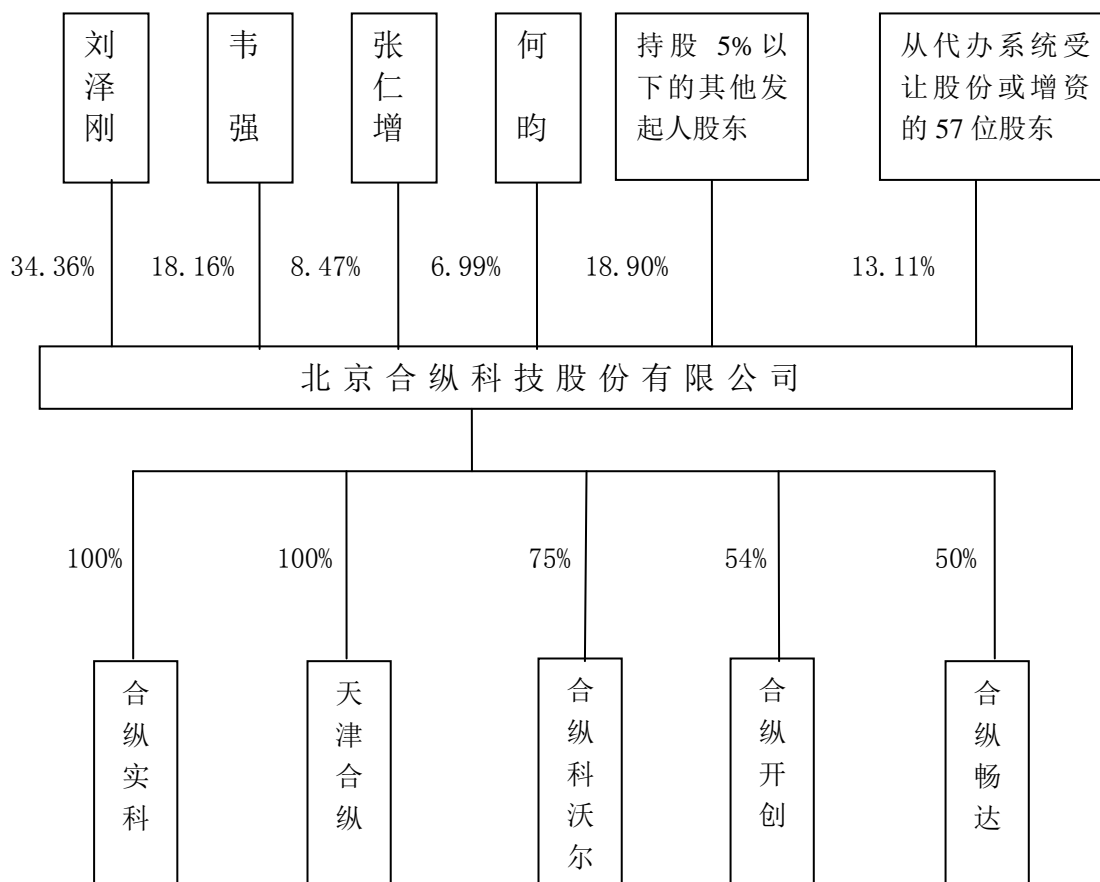 刘泽刚
韦强
张仁增
何昀
持股 5%以
下的其他发
起人股东
从代办系统受
让股份或增资
的 57 位股东
34.36%
18.16%
8.47%
6.99%
18.90%
13.11%
北京合纵科技股份有限公司
100%
100%
75%
54%
50%
合纵实科
天津合纵
合纵科沃尔
合纵开创
合纵畅达